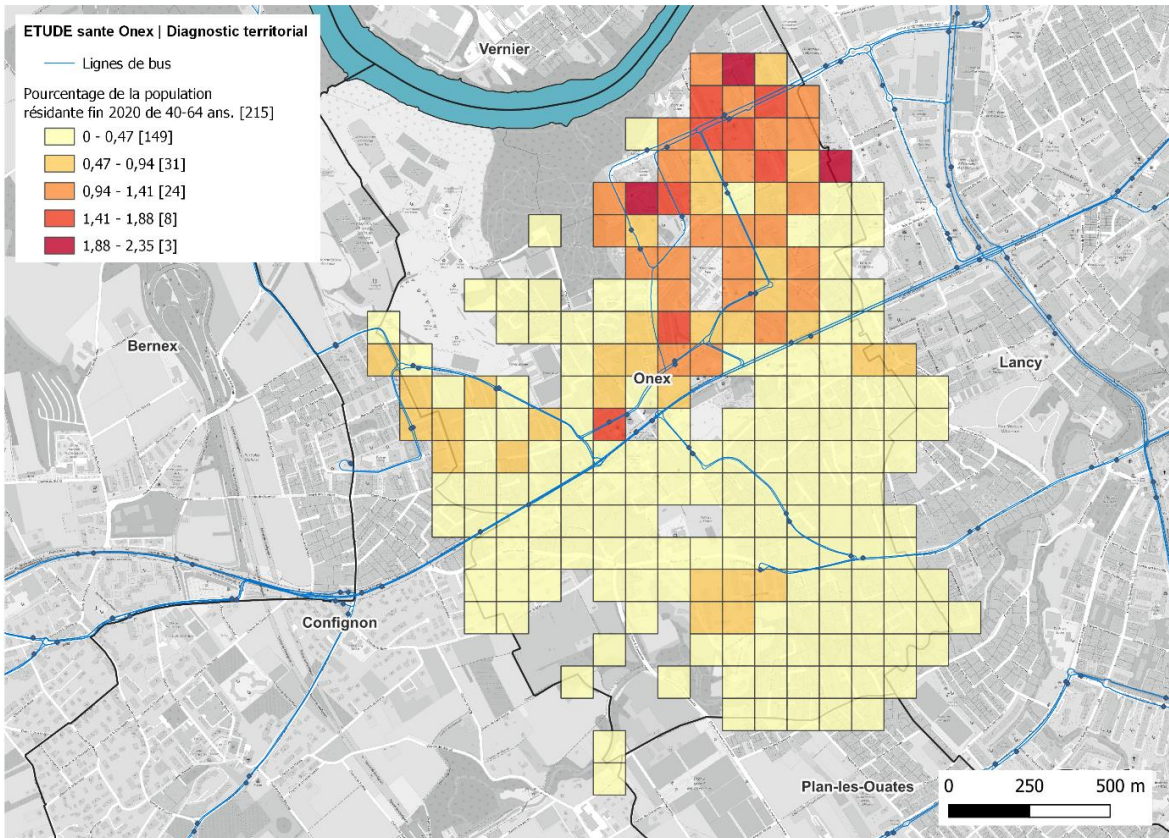 ETUDE sante Onex | Diagnostic territorial
Lignes de bus
Pourcentage de la population
résidante fin 2020 de 40-64 ans. [215]
0 - 0,47 [149]
0,47 - 0,94 [31]
0,94 - 1,41 [24]
1,41 - 1,88 [8]
1,88 - 2,35 [3]
Vernier
Bernex
Onex
Lancy
Confignon
Plan-les-Ouates
0 250 500 m